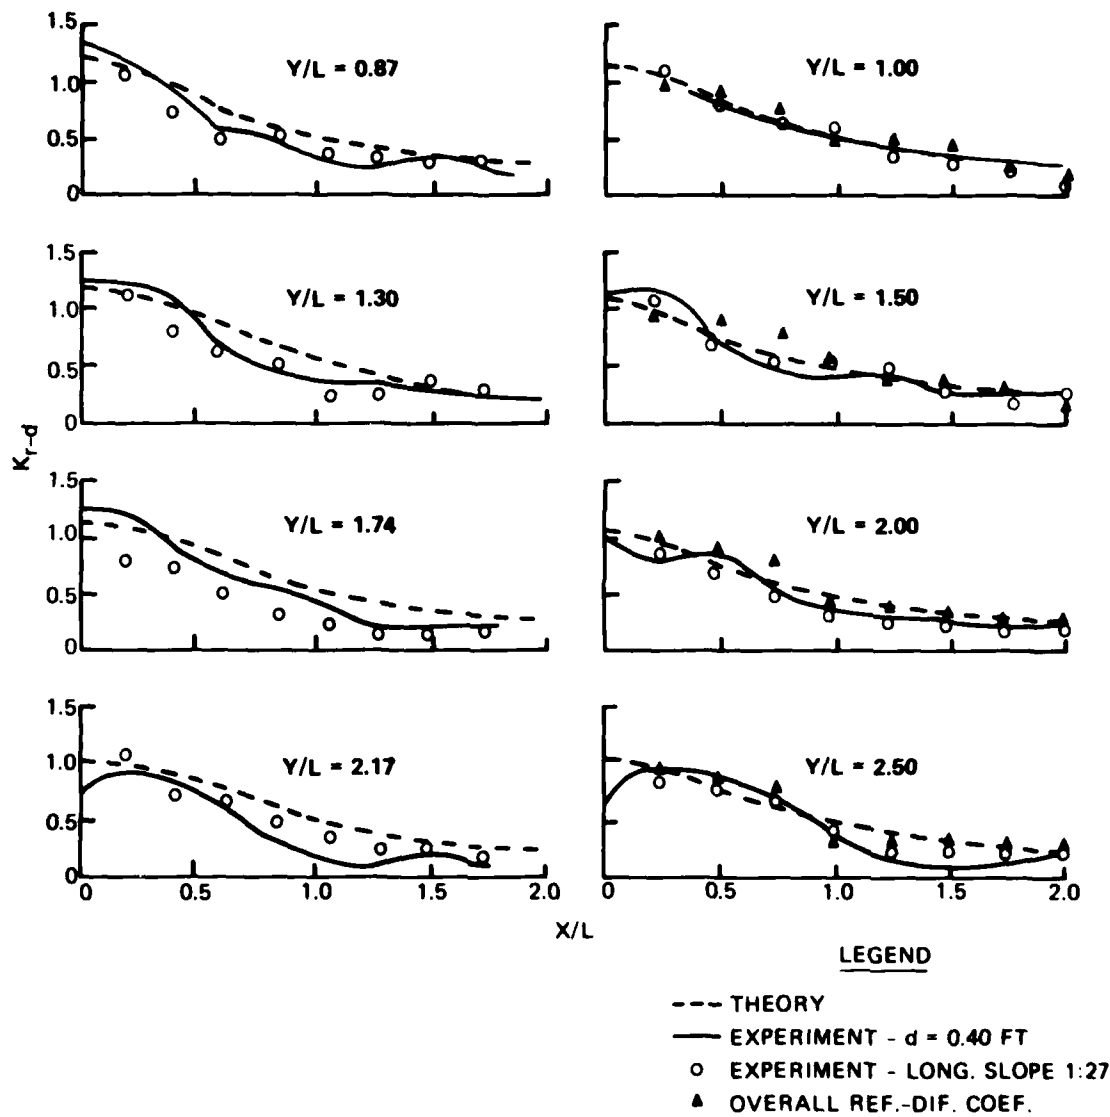 1.5
1.0
0.5
0
Y/L = 0.87
Y/L = 1.00
1.5
1.0
0.5
0
Y/L = 1.30
Y/L = 1.50
K r-d
1.5
1.0
0.5
0
Y/L = 1.74
Y/L = 2.00
1.5
1.0
0.5
0
Y/L = 2.17
Y/L = 2.50
0 0.5 1.0 1.5 2.0
0 0.5 1.0 1.5 2.0
X/L
LEGEND
THEORY
EXPERIMENT - d = 0.40 FT
EXPERIMENT - LONG. SLOPE 1:27
OVERALL REF.-DIF. COEF.